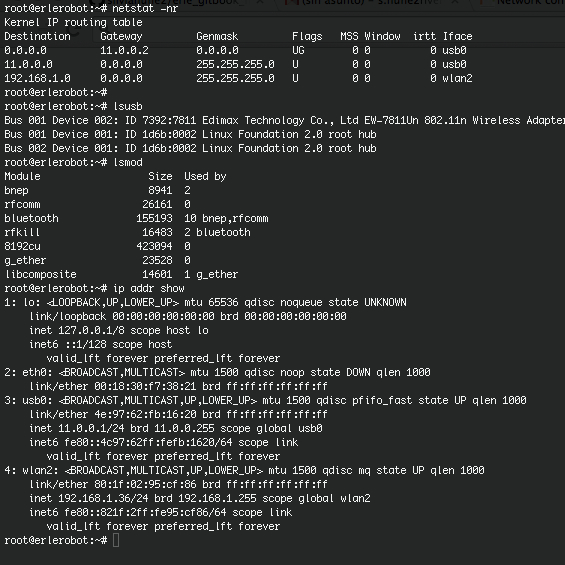 root@erlerobot:~# netstat -nr
Kernel IP routing table
Destination     Gateway         Genmask         Flags   MSS Window  irtt Iface
0.0.0.0         11.0.0.2        0.0.0.0         UG        0 0          0 usb0
11.0.0.0        0.0.0.0         255.255.255.0   U         0 0          0 usb0
192.168.1.0     0.0.0.0         255.255.255.0   U         0 0          0 wlan2
root@erlerobot:~#
root@erlerobot:~# lsusb
Bus 001 Device 002: ID 7392:7811 Edimax Technology Co., Ltd EW-7811Un 802.11n Wireless Adapter
Bus 001 Device 001: ID 1d6b:0002 Linux Foundation 2.0 root hub
Bus 002 Device 001: ID 1d6b:0002 Linux Foundation 2.0 root hub
root@erlerobot:~# lsmod
Module                  Size  Used by
bnep                    8941  2
rfcomm                 26161  0
bluetooth             155193  10 bnep,rfcomm
rfkill                 16483  2 bluetooth
8192cu                423094  0
g_ether                23528  0
libcomposite           14601  1 g_ether
root@erlerobot:~# ip addr show
1: lo: <LOOPBACK,UP,LOWER_UP> mtu 65536 qdisc noqueue state UNKNOWN
    link/loopback 00:00:00:00:00:00 brd 00:00:00:00:00:00
    inet 127.0.0.1/8 scope host lo
    inet6 ::1/128 scope host
       valid_lft forever preferred_lft forever
2: eth0: <BROADCAST,MULTICAST> mtu 1500 qdisc noop state DOWN qlen 1000
    link/ether 00:18:30:f7:38:21 brd ff:ff:ff:ff:ff:ff
3: usb0: <BROADCAST,MULTICAST,UP,LOWER_UP> mtu 1500 qdisc pfifo_fast state UP qlen 1000
    link/ether 4e:97:62:fb:16:20 brd ff:ff:ff:ff:ff:ff
    inet 11.0.0.1/24 brd 11.0.0.255 scope global usb0
    inet6 fe80::4c97:62ff:fefb:1620/64 scope link
       valid_lft forever preferred_lft forever
4: wlan2: <BROADCAST,MULTICAST,UP,LOWER_UP> mtu 1500 qdisc mq state UP qlen 1000
    link/ether 80:1f:02:95:cf:86 brd ff:ff:ff:ff:ff:ff
    inet 192.168.1.36/24 brd 192.168.1.255 scope global wlan2
    inet6 fe80::821f:2ff:fe95:cf86/64 scope link
       valid_lft forever preferred_lft forever
root@erlerobot:~#